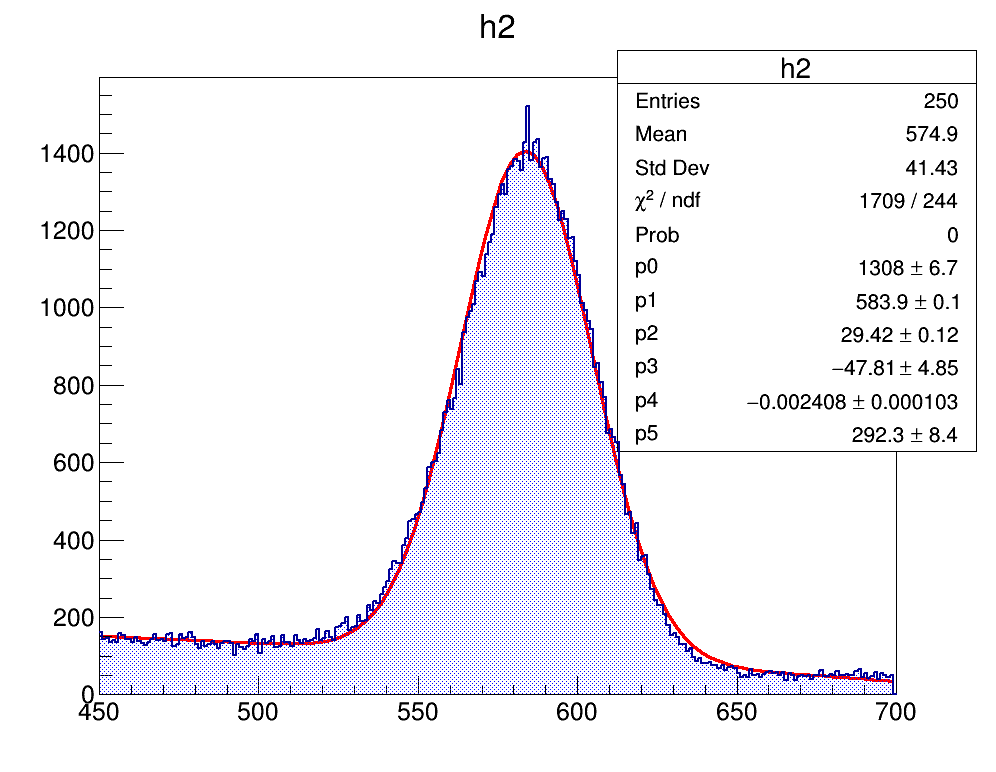 h2
h2
Entries 250
Mean 574.9
Std Dev 41.43
χ² / ndf 1709 / 244
Prob 0
p0 1308 ± 6.7
p1 583.9 ± 0.1
p2 29.42 ± 0.12
p3 −47.81 ± 4.85
p4 −0.002408 ± 0.000103
p5 292.3 ± 8.4
1400
1200
1000
800
600
400
200
0
450 500 550 600 650 700